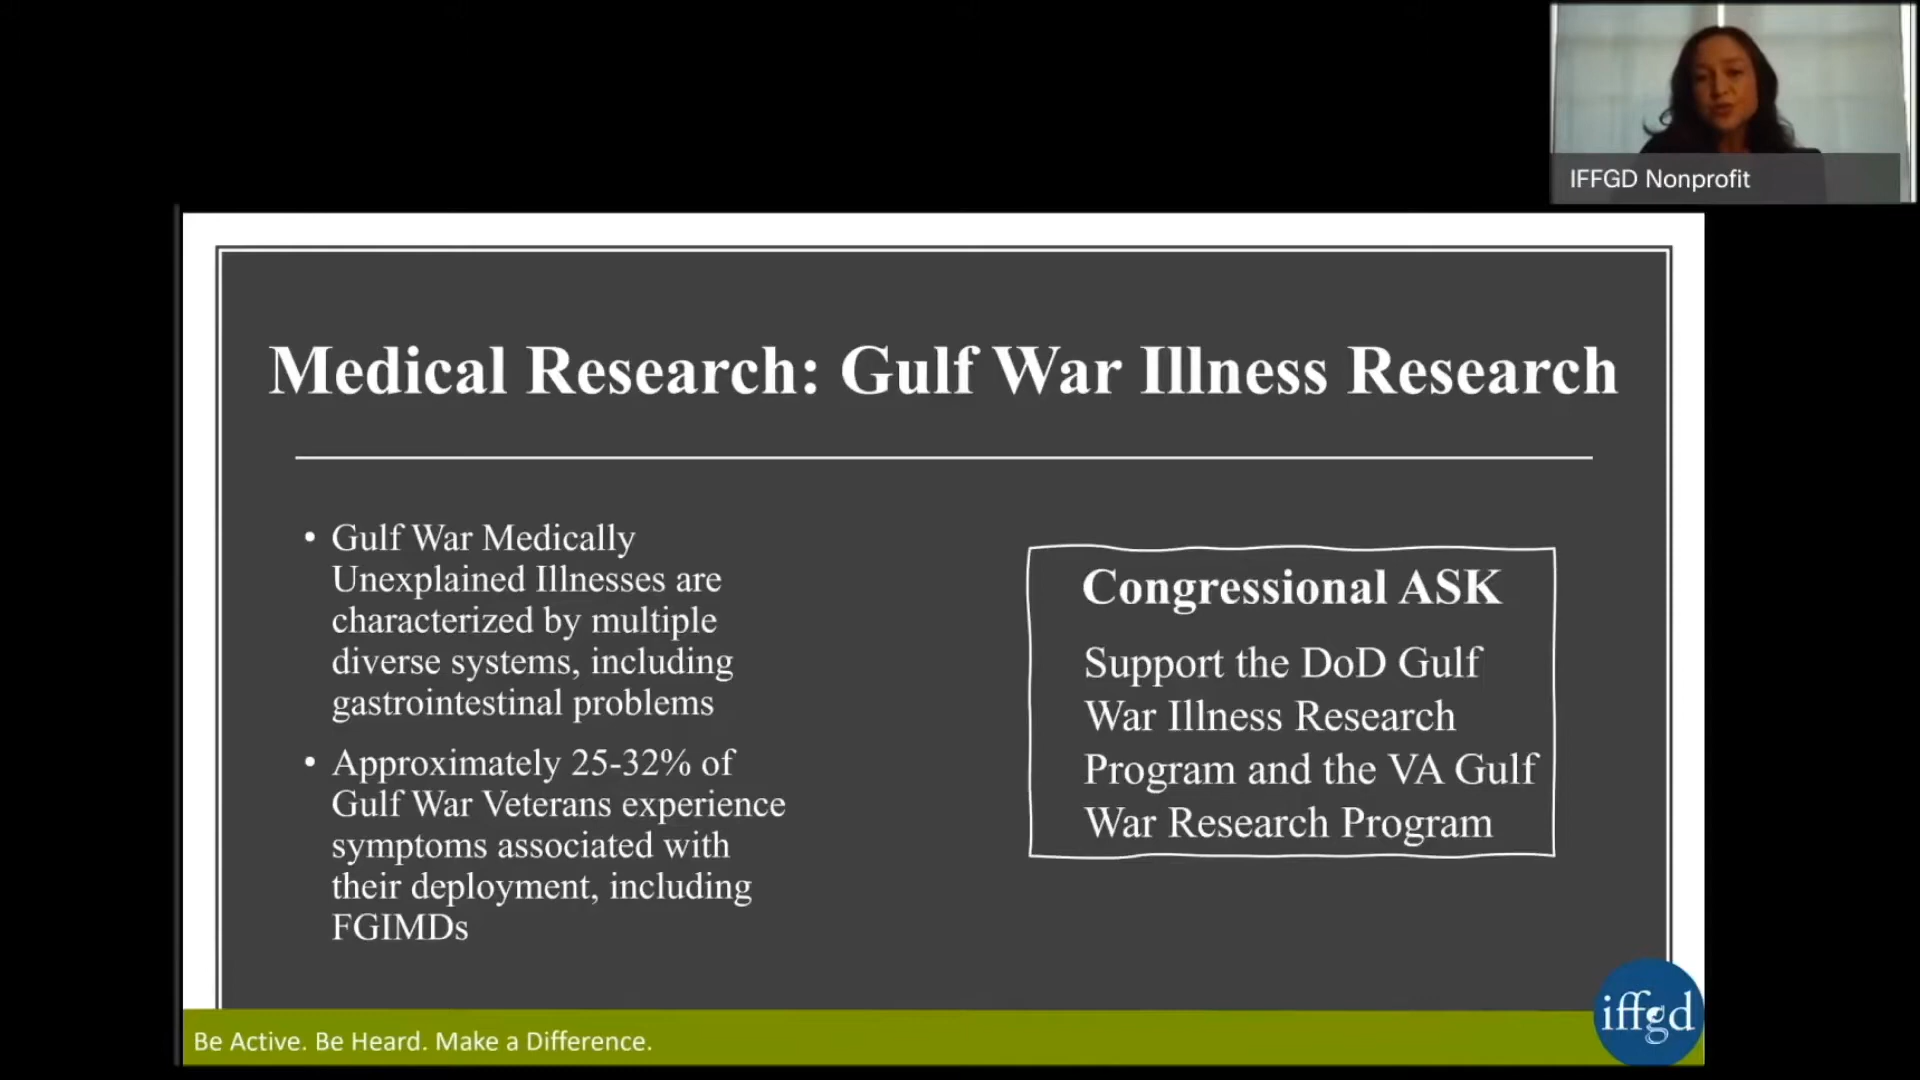 IFFGD Nonprofit
Medical Research: Gulf War Illness Research
• Gulf War Medically
Unexplained Illnesses are
characterized by multiple
diverse systems, including
gastrointestinal problems
• Approximately 25-32% of
Gulf War Veterans experience
symptoms associated with
their deployment, including
FGIMDs
Congressional ASK
Support the DoD Gulf
War Illness Research
Program and the VA Gulf
War Research Program
Be Active. Be Heard. Make a Difference.
iffgd